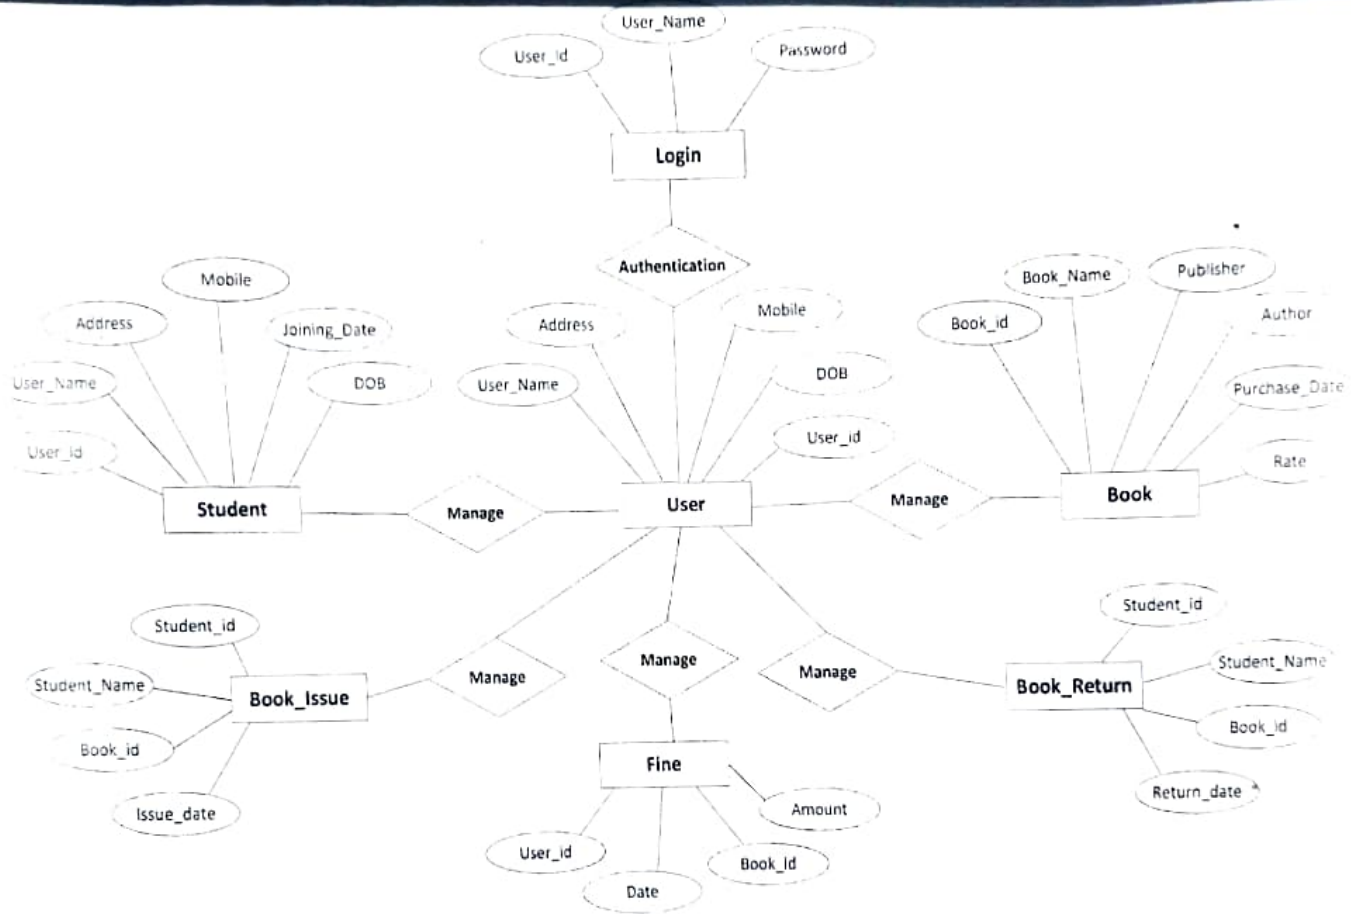 User_Name
User_id
Password
Login
Authentication
Mobile
Address
Joining_Date
User_Name
DOB
User_id
Student
Manage
Address
Mobile
User_Name
DOB
User_id
User
Manage
Book_Name
Publisher
Book_id
Author
Purchase_Date
Rate
Book
Student_id
Student_Name
Book_id
Issue_date
Book_Issue
Manage
Manage
Manage
Fine
User_id
Date
Book_id
Amount
Student_id
Book_Return
Student_Name
Book_id
Return_date